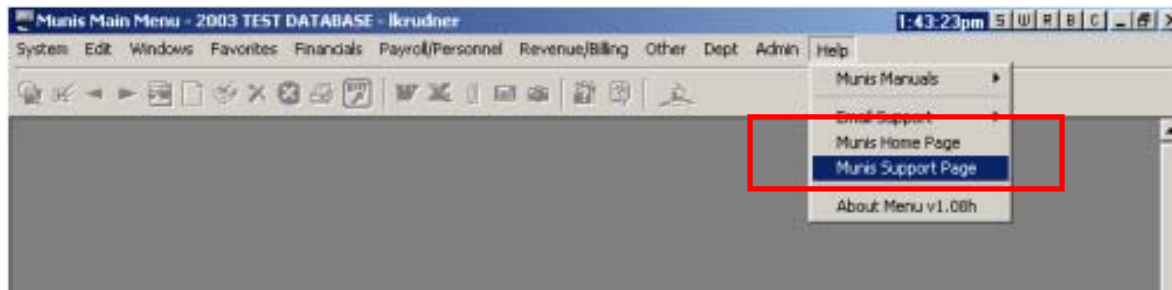 Munis Main Menu - 2003 TEST DATABASE - lkrudner 1:43:23pm S U R B C
System Edit Windows Favorites Financials Payroll/Personnel Revenue/Billing Other Dept Admin Help
Munis Manuals
Email Support
Munis Home Page
Munis Support Page
About Menu v1.08h